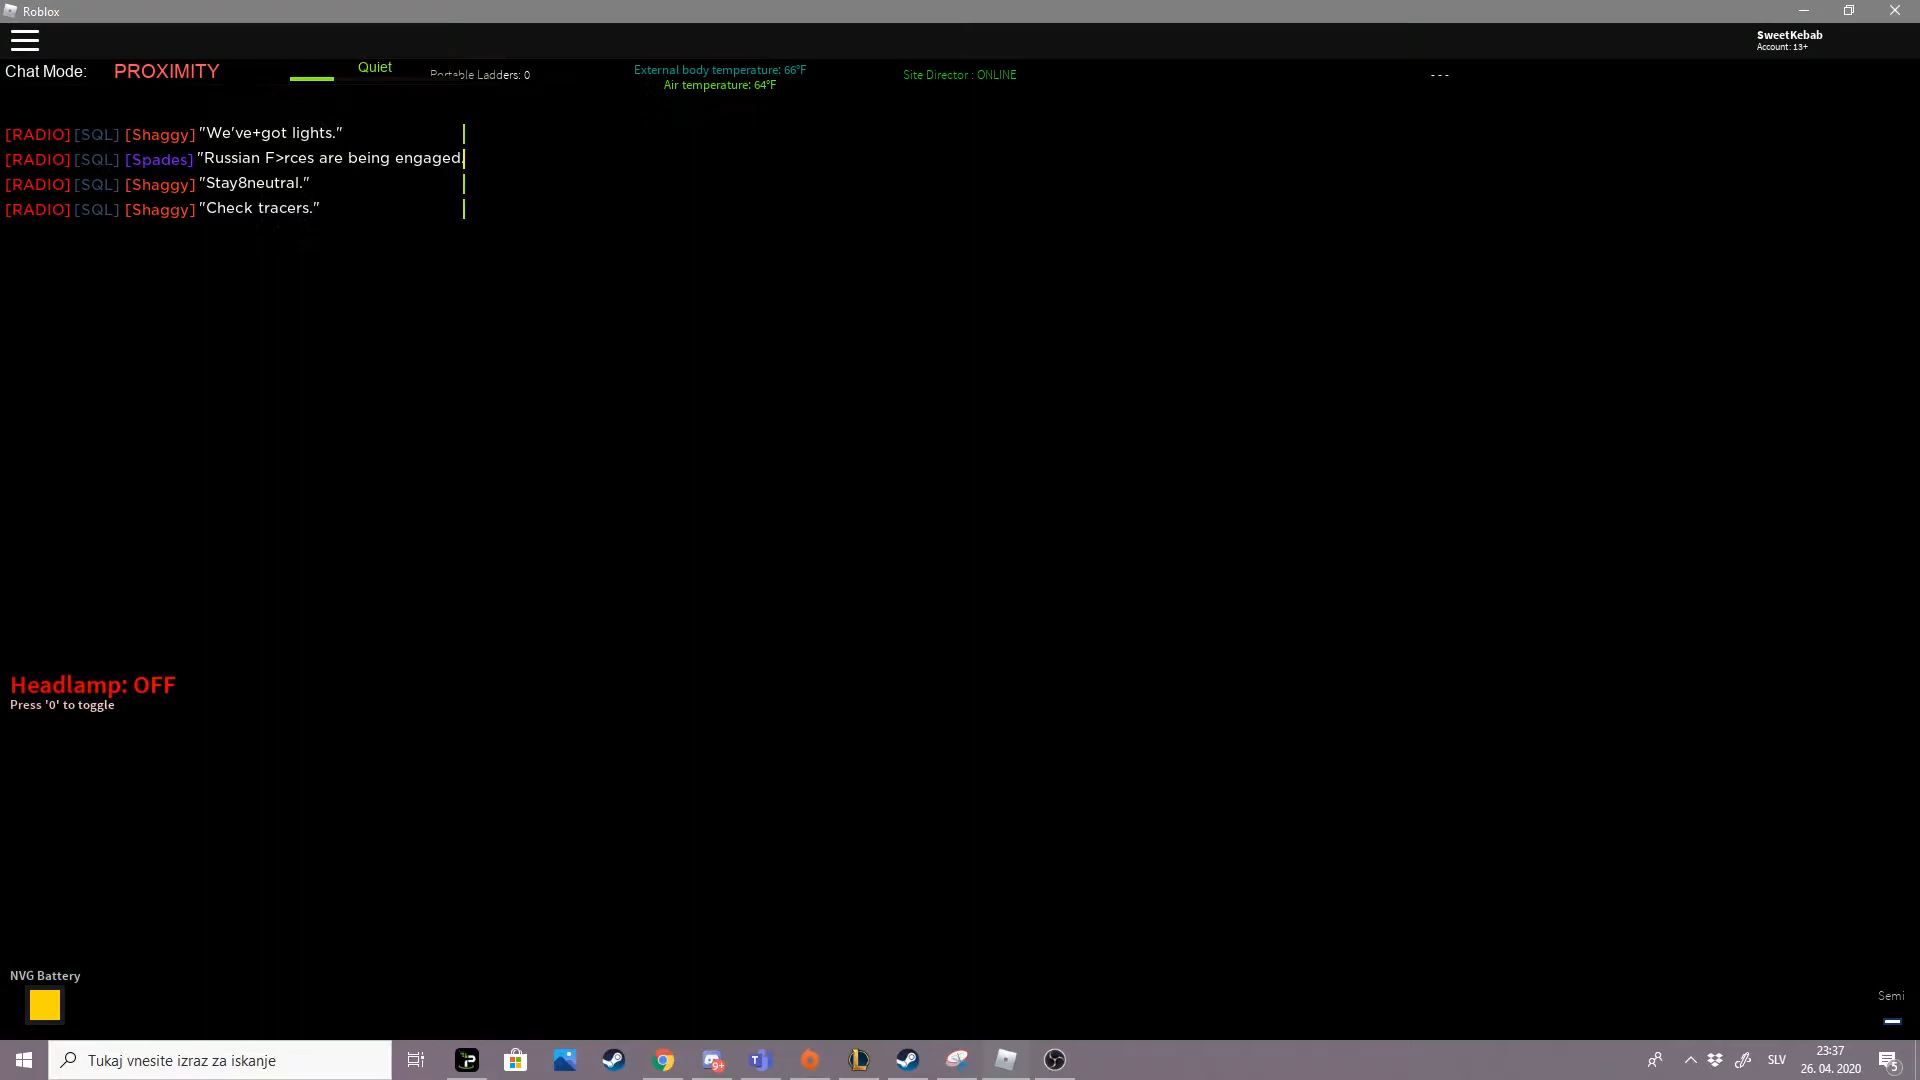 Roblox
SweetKebab
Account: 13+
Chat Mode: PROXIMITY
Quiet
Portable Ladders: 0
External body temperature: 66°F
Air temperature: 64°F
Site Director : ONLINE
---
[RADIO] [SQL] [Shaggy] "We've+got lights."
[RADIO] [SQL] [Spades] "Russian F>rces are being engaged.
[RADIO] [SQL] [Shaggy] "Stay8neutral."
[RADIO] [SQL] [Shaggy] "Check tracers."
Headlamp: OFF
Press '0' to toggle
NVG Battery
Semi
Tukaj vnesite izraz za iskanje
9+
SLV
23:37
26. 04. 2020
5